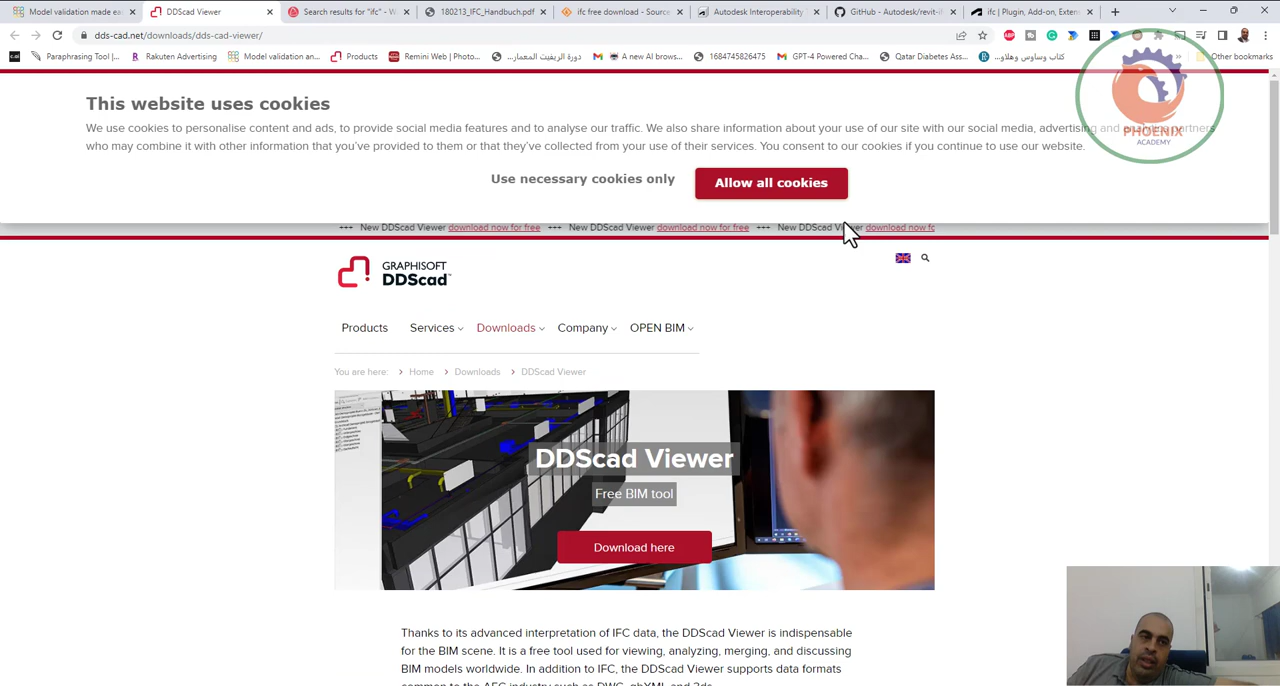 Model validation made ea
DDScad Viewer
Search results for "ifc" - V
180213_IFC_Handbuch.pdf
ifc free download - Source
Autodesk Interoperability
GitHub - Autodesk/revit-if
ifc | Plugin, Add-on, Exten
dds-cad.net/downloads/dds-cad-viewer/
Paraphrasing Tool |...
Rakuten Advertising
Model validation an...
Products
Remini Web | Photo...
دورة الريفيت المعمار...
1684745826475
A new AI brows...
GPT-4 Powered Cha...
Qatar Diabetes Ass...
كتاب وساوس وهلاو...
Other bookmarks
This website uses cookies
We use cookies to personalise content and ads, to provide social media features and to analyse our traffic. We also share information about your use of our site with our social media, advertising and analytics partners
who may combine it with other information that you've provided to them or that they've collected from your use of their services. You consent to our cookies if you continue to use our website.
PHOENIX
ACADEMY
Use necessary cookies only
Allow all cookies
+++ New DDScad Viewer download now for free +++ New DDScad Viewer download now for free +++ New DDScad Viewer download now fo
GRAPHISOFT
DDScad
Products Services Downloads Company OPEN BIM
You are here: > Home > Downloads > DDScad Viewer
DDScad Viewer
Free BIM tool
Download here
Thanks to its advanced interpretation of IFC data, the DDScad Viewer is indispensable
for the BIM scene. It is a free tool used for viewing, analyzing, merging, and discussing
BIM models worldwide. In addition to IFC, the DDScad Viewer supports data formats
common to the AEC industry such as DWG, gbXML and 3ds.